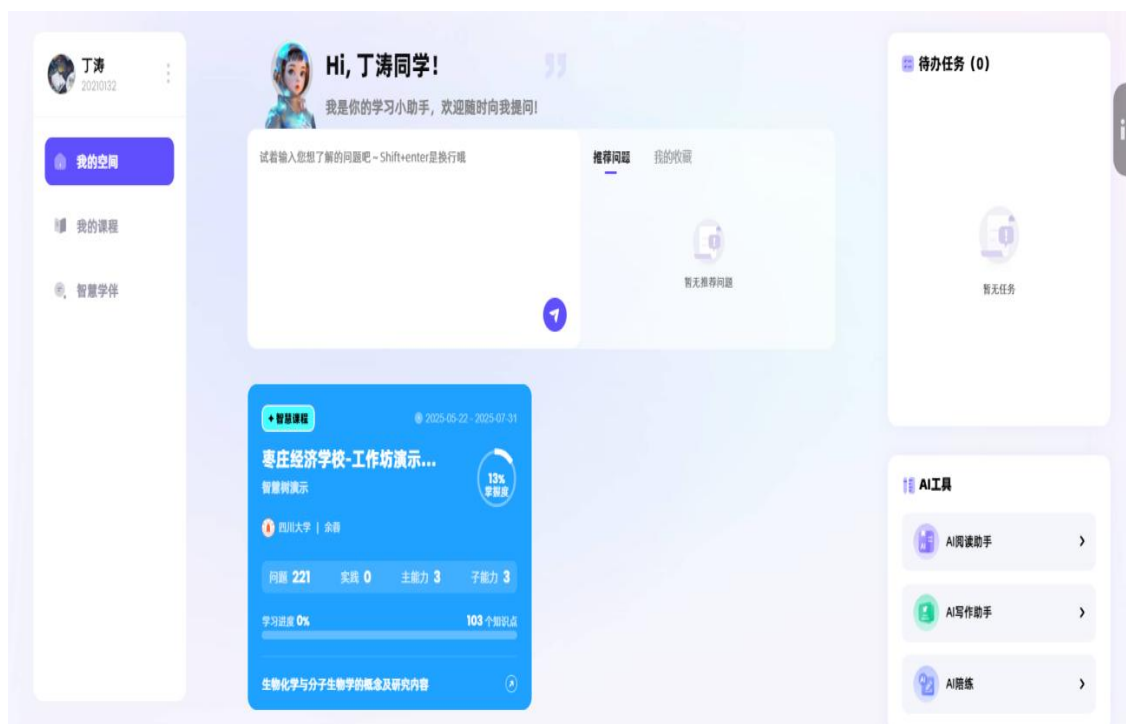 丁涛
20210132
我的空间
我的课程
智慧学伴
Hi, 丁涛同学!
我是你的学习小助手，欢迎随时向我提问!
试着输入您想了解的问题吧~Shift+enter是换行哦
推荐问题 我的收藏
暂无推荐问题
智慧课程 2025-05-22 - 2025-07-31
枣庄经济学校-工作坊演示...
智慧树演示
13%
掌握度
四川大学 | 余蓉
问题 221 实践 0 主能力 3 子能力 3
学习进度 0% 103 个知识点
生物化学与分子生物学的概念及研究内容
待办任务 (0)
暂无任务
AI工具
AI阅读助手
AI写作助手
AI陪练